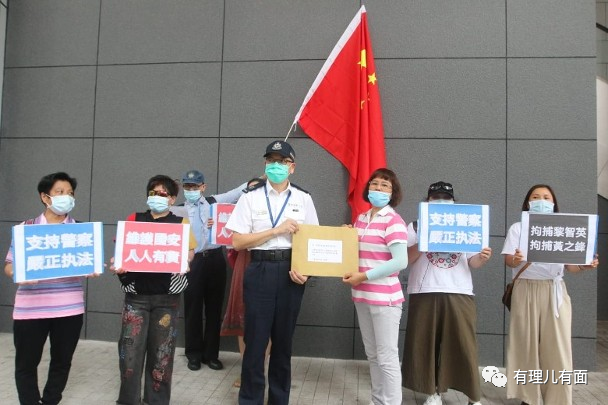 支持警察
嚴正執法
維護國安
人人有責
支持警察
嚴正執法
拘捕黎智英
拘捕黃之鋒
有理儿有面